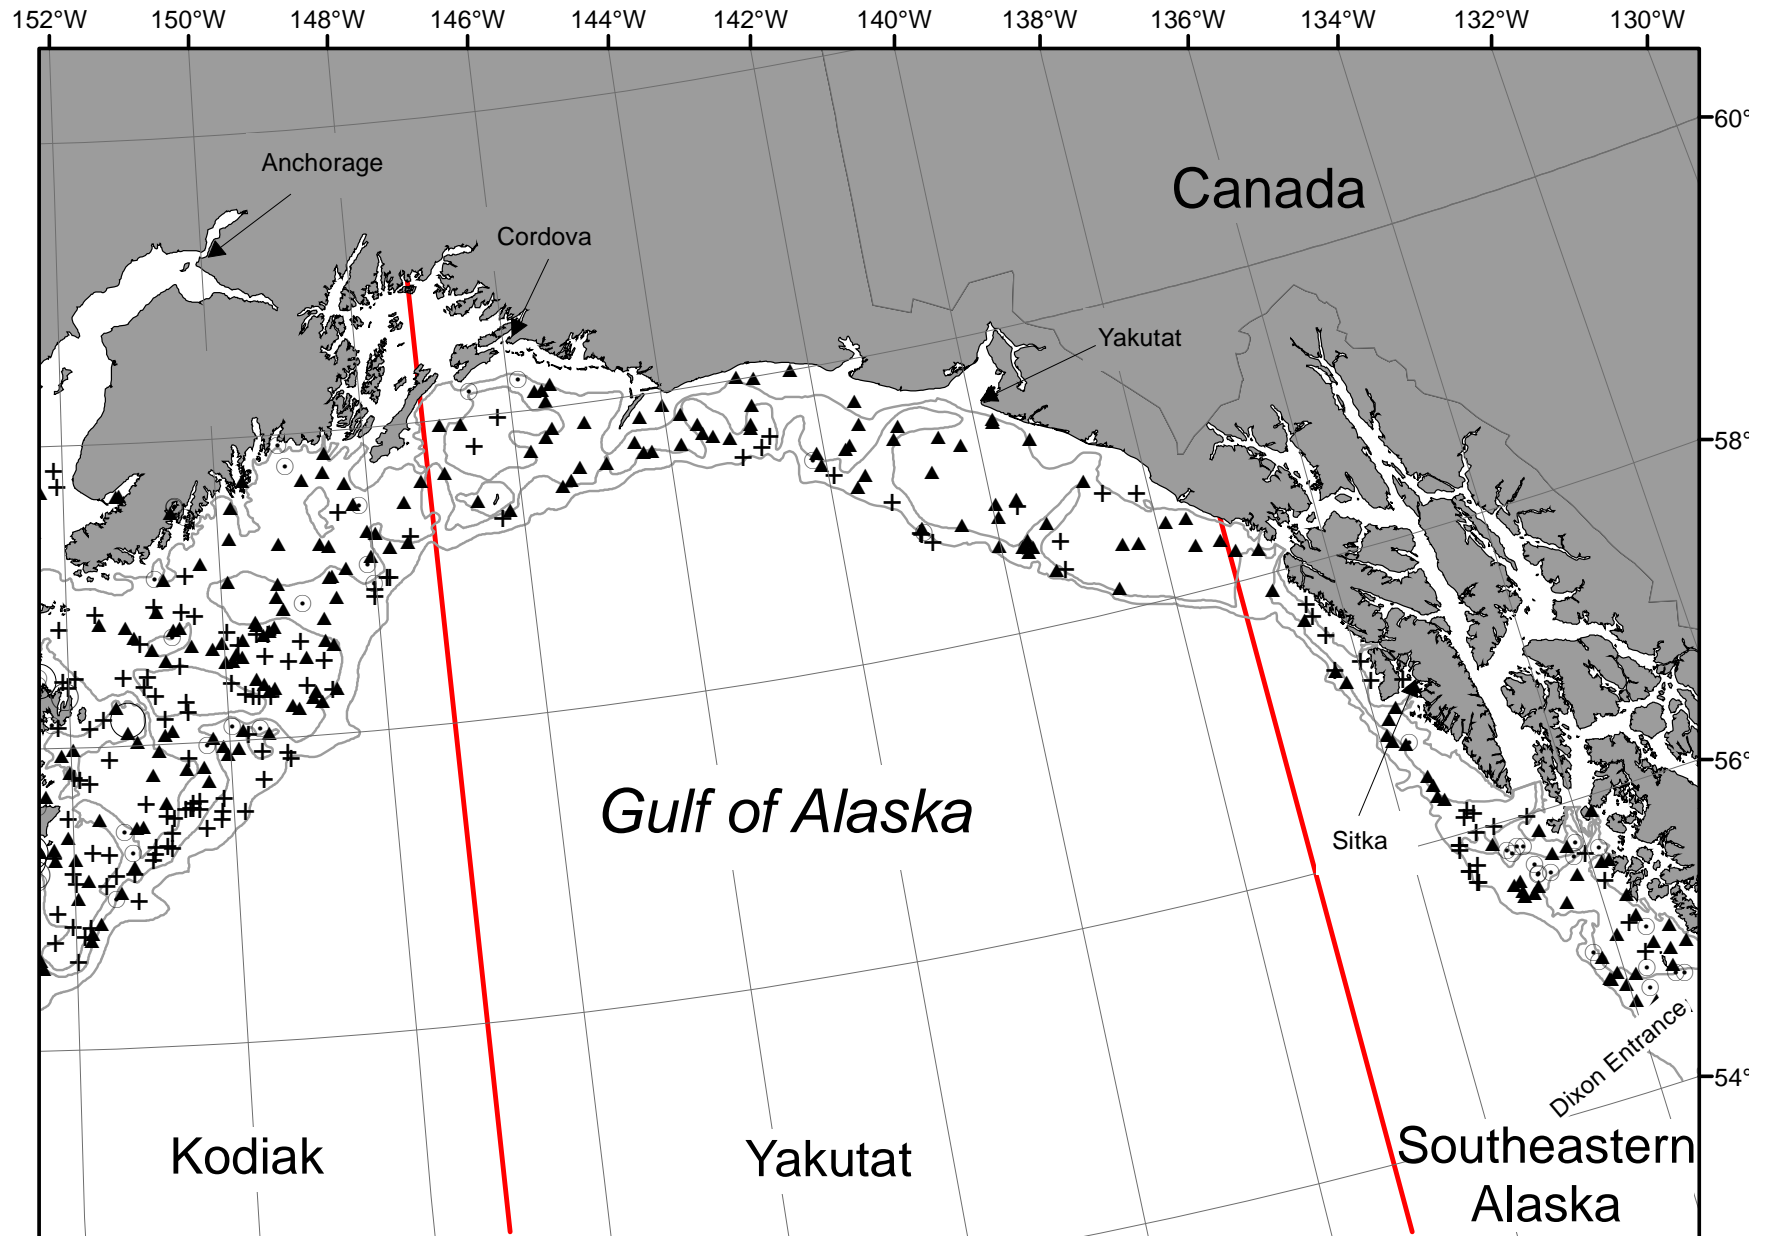 152°W 150°W 148°W 146°W 144°W 142°W 140°W 138°W 136°W 134°W 132°W 130°W
60°
Anchorage
Canada
Cordova
Yakutat
58°
56°
Gulf of Alaska
Sitka
Dixon Entrance
54°
Kodiak
Yakutat
Southeastern
Alaska